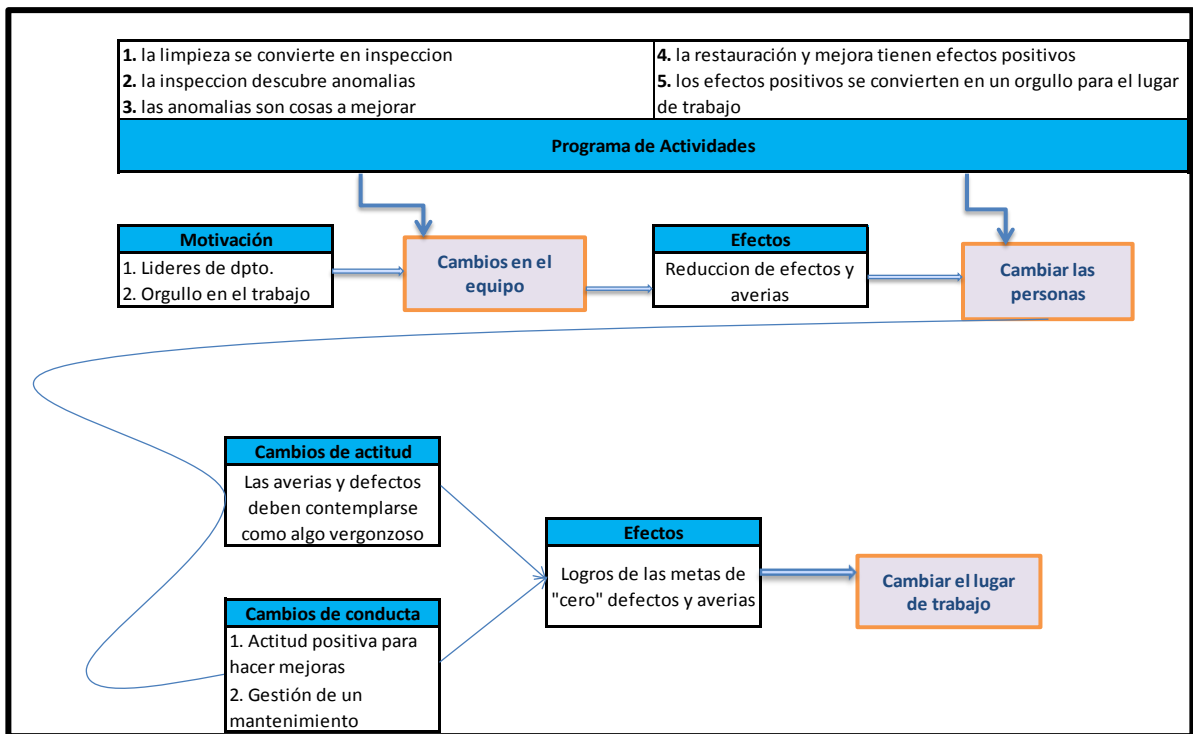 1. la limpieza se convierte en inspeccion
2. la inspeccion descubre anomalias
3. las anomalias son cosas a mejorar
4. la restauración y mejora tienen efectos positivos
5. los efectos positivos se convierten en un orgullo para el lugar
de trabajo
Programa de Actividades
Motivación
1. Lideres de dpto.
2. Orgullo en el trabajo
Cambios en el
equipo
Efectos
Reduccion de efectos y
averias
Cambiar las
personas
Cambios de actitud
Las averias y defectos
deben contemplarse
como algo vergonzoso
Cambios de conducta
1. Actitud positiva para
hacer mejoras
2. Gestión de un
mantenimiento
Efectos
Logros de las metas de
"cero" defectos y averias
Cambiar el lugar
de trabajo